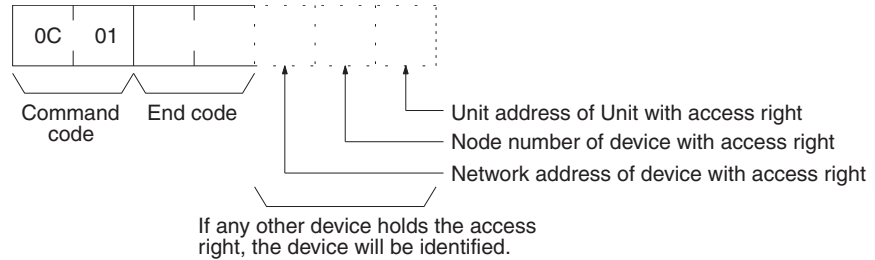 0C 01
Command
code
End code
Unit address of Unit with access right
Node number of device with access right
Network address of device with access right
If any other device holds the access
right, the device will be identified.